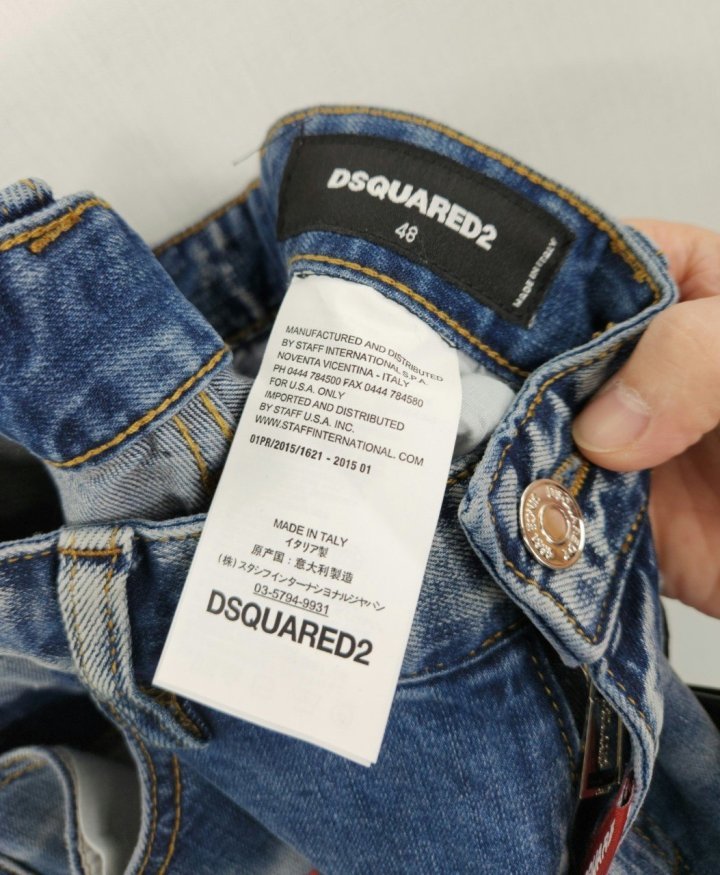 DSQUARED2
48
MADE IN ITALY
MANUFACTURED AND DISTRIBUTED
BY STAFF INTERNATIONAL S.P.A.
NOVENTA VICENTINA - ITALY
PH 0444 784500 FAX 0444 784580
FOR U.S.A. ONLY
IMPORTED AND DISTRIBUTED
BY STAFF U.S.A. INC.
WWW.STAFFINTERNATIONAL. COM
01PR/2015/1621 - 2015 01
MADE IN TALY
イタリア製
原产国：意大利製造
(株) スタシフインターナショナルジャパン
03-5794-9931
DSQUARED2